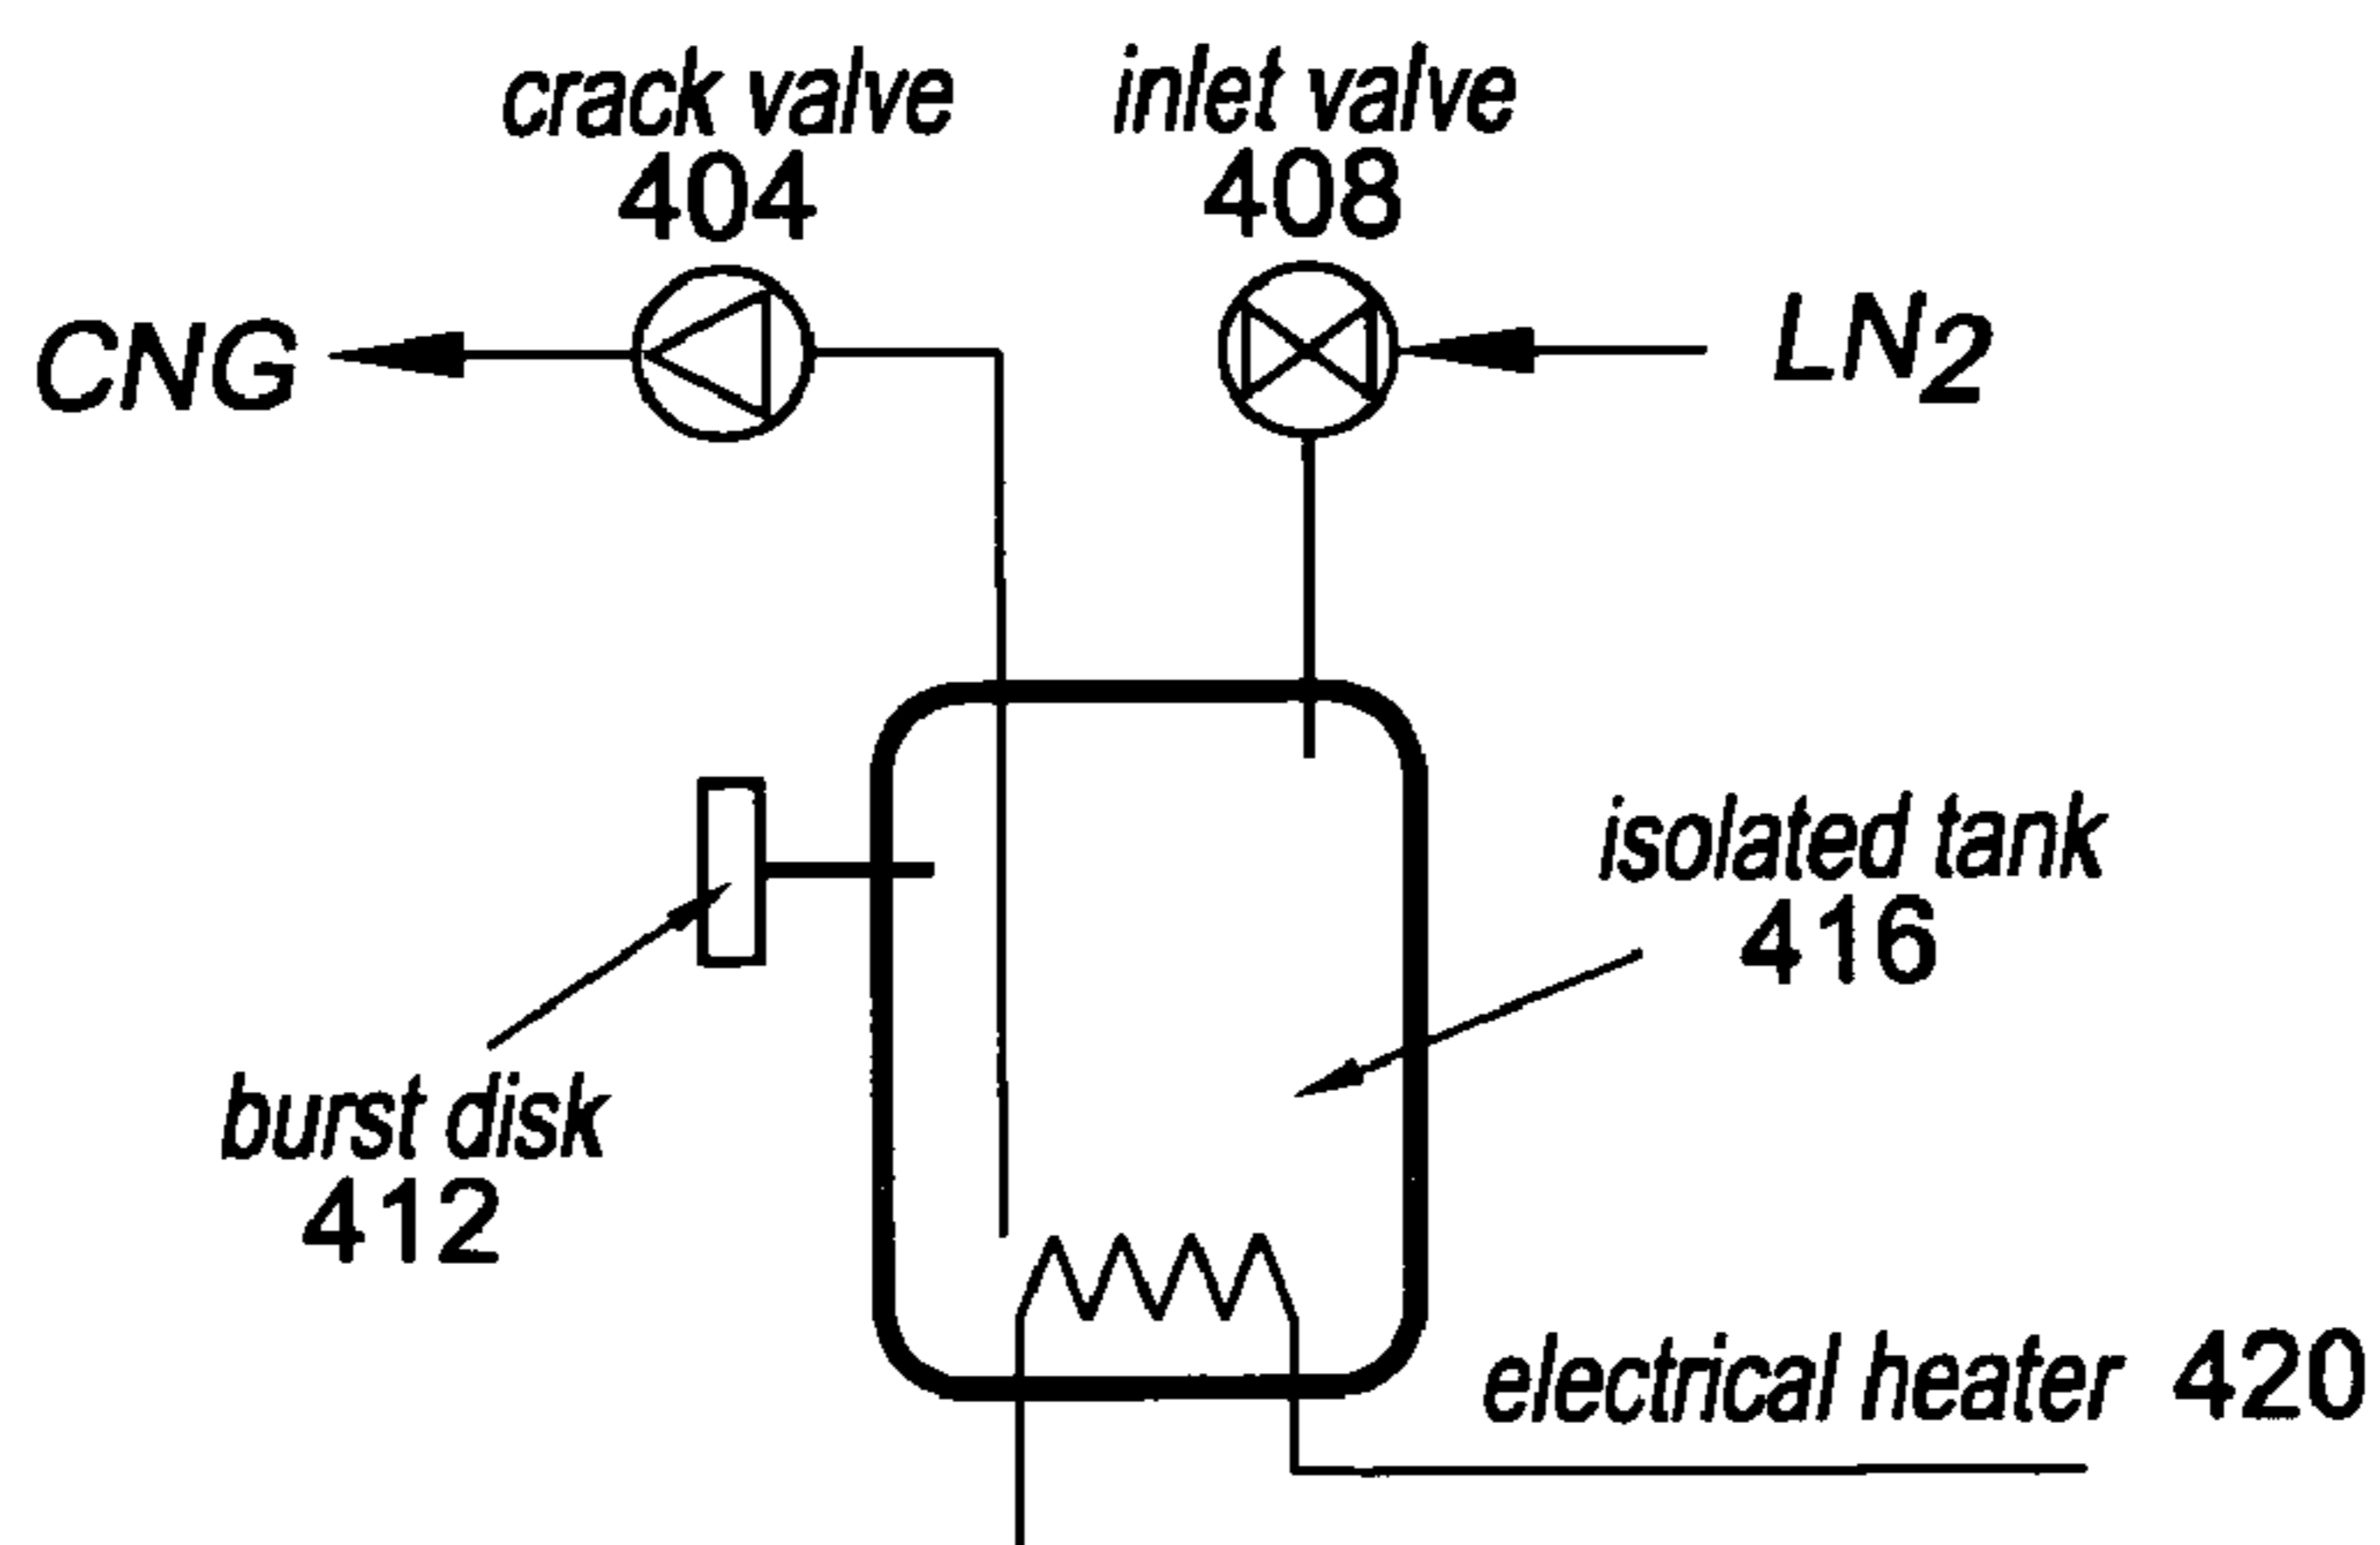 crack valve
404
inlet valve
408
CNG
LN2
isolated tank
416
burst disk
412
electrical heater 420